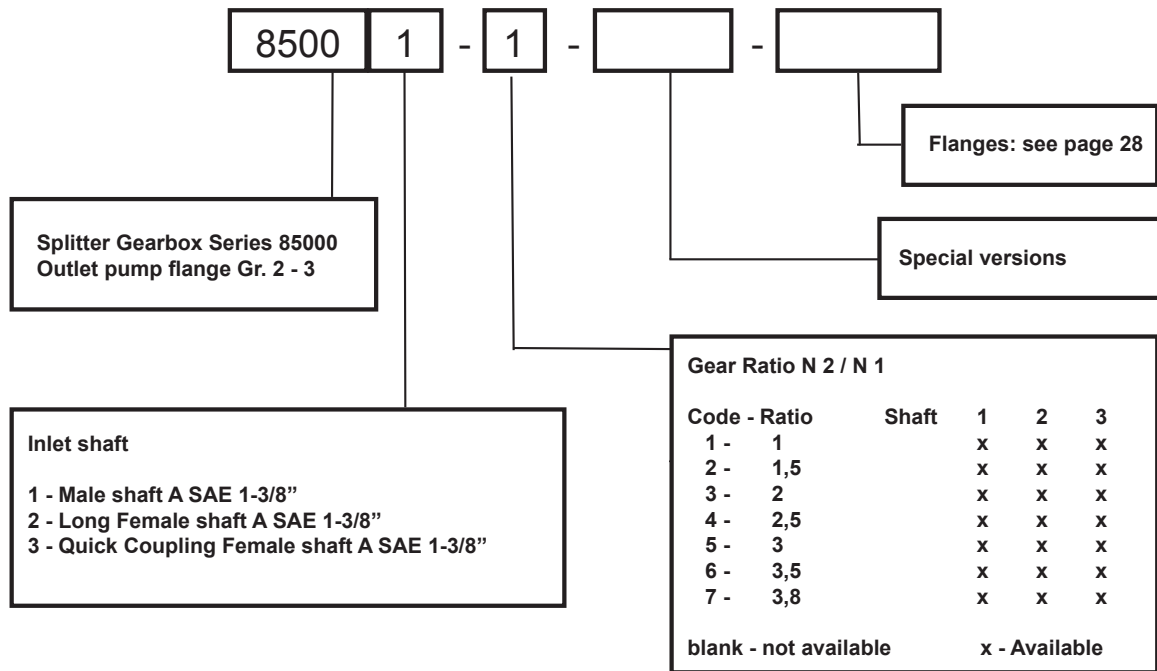 8500 1 - 1 - -
Flanges: see page 28
Splitter Gearbox Series 85000
Outlet pump flange Gr. 2 - 3
Special versions
Inlet shaft
1 - Male shaft A SAE 1-3/8”
2 - Long Female shaft A SAE 1-3/8”
3 - Quick Coupling Female shaft A SAE 1-3/8”
Gear Ratio N 2 / N 1
Code - Ratio Shaft 1 2 3
1 - 1 x x x
2 - 1,5 x x x
3 - 2 x x x
4 - 2,5 x x x
5 - 3 x x x
6 - 3,5 x x x
7 - 3,8 x x x
blank - not available x - Available